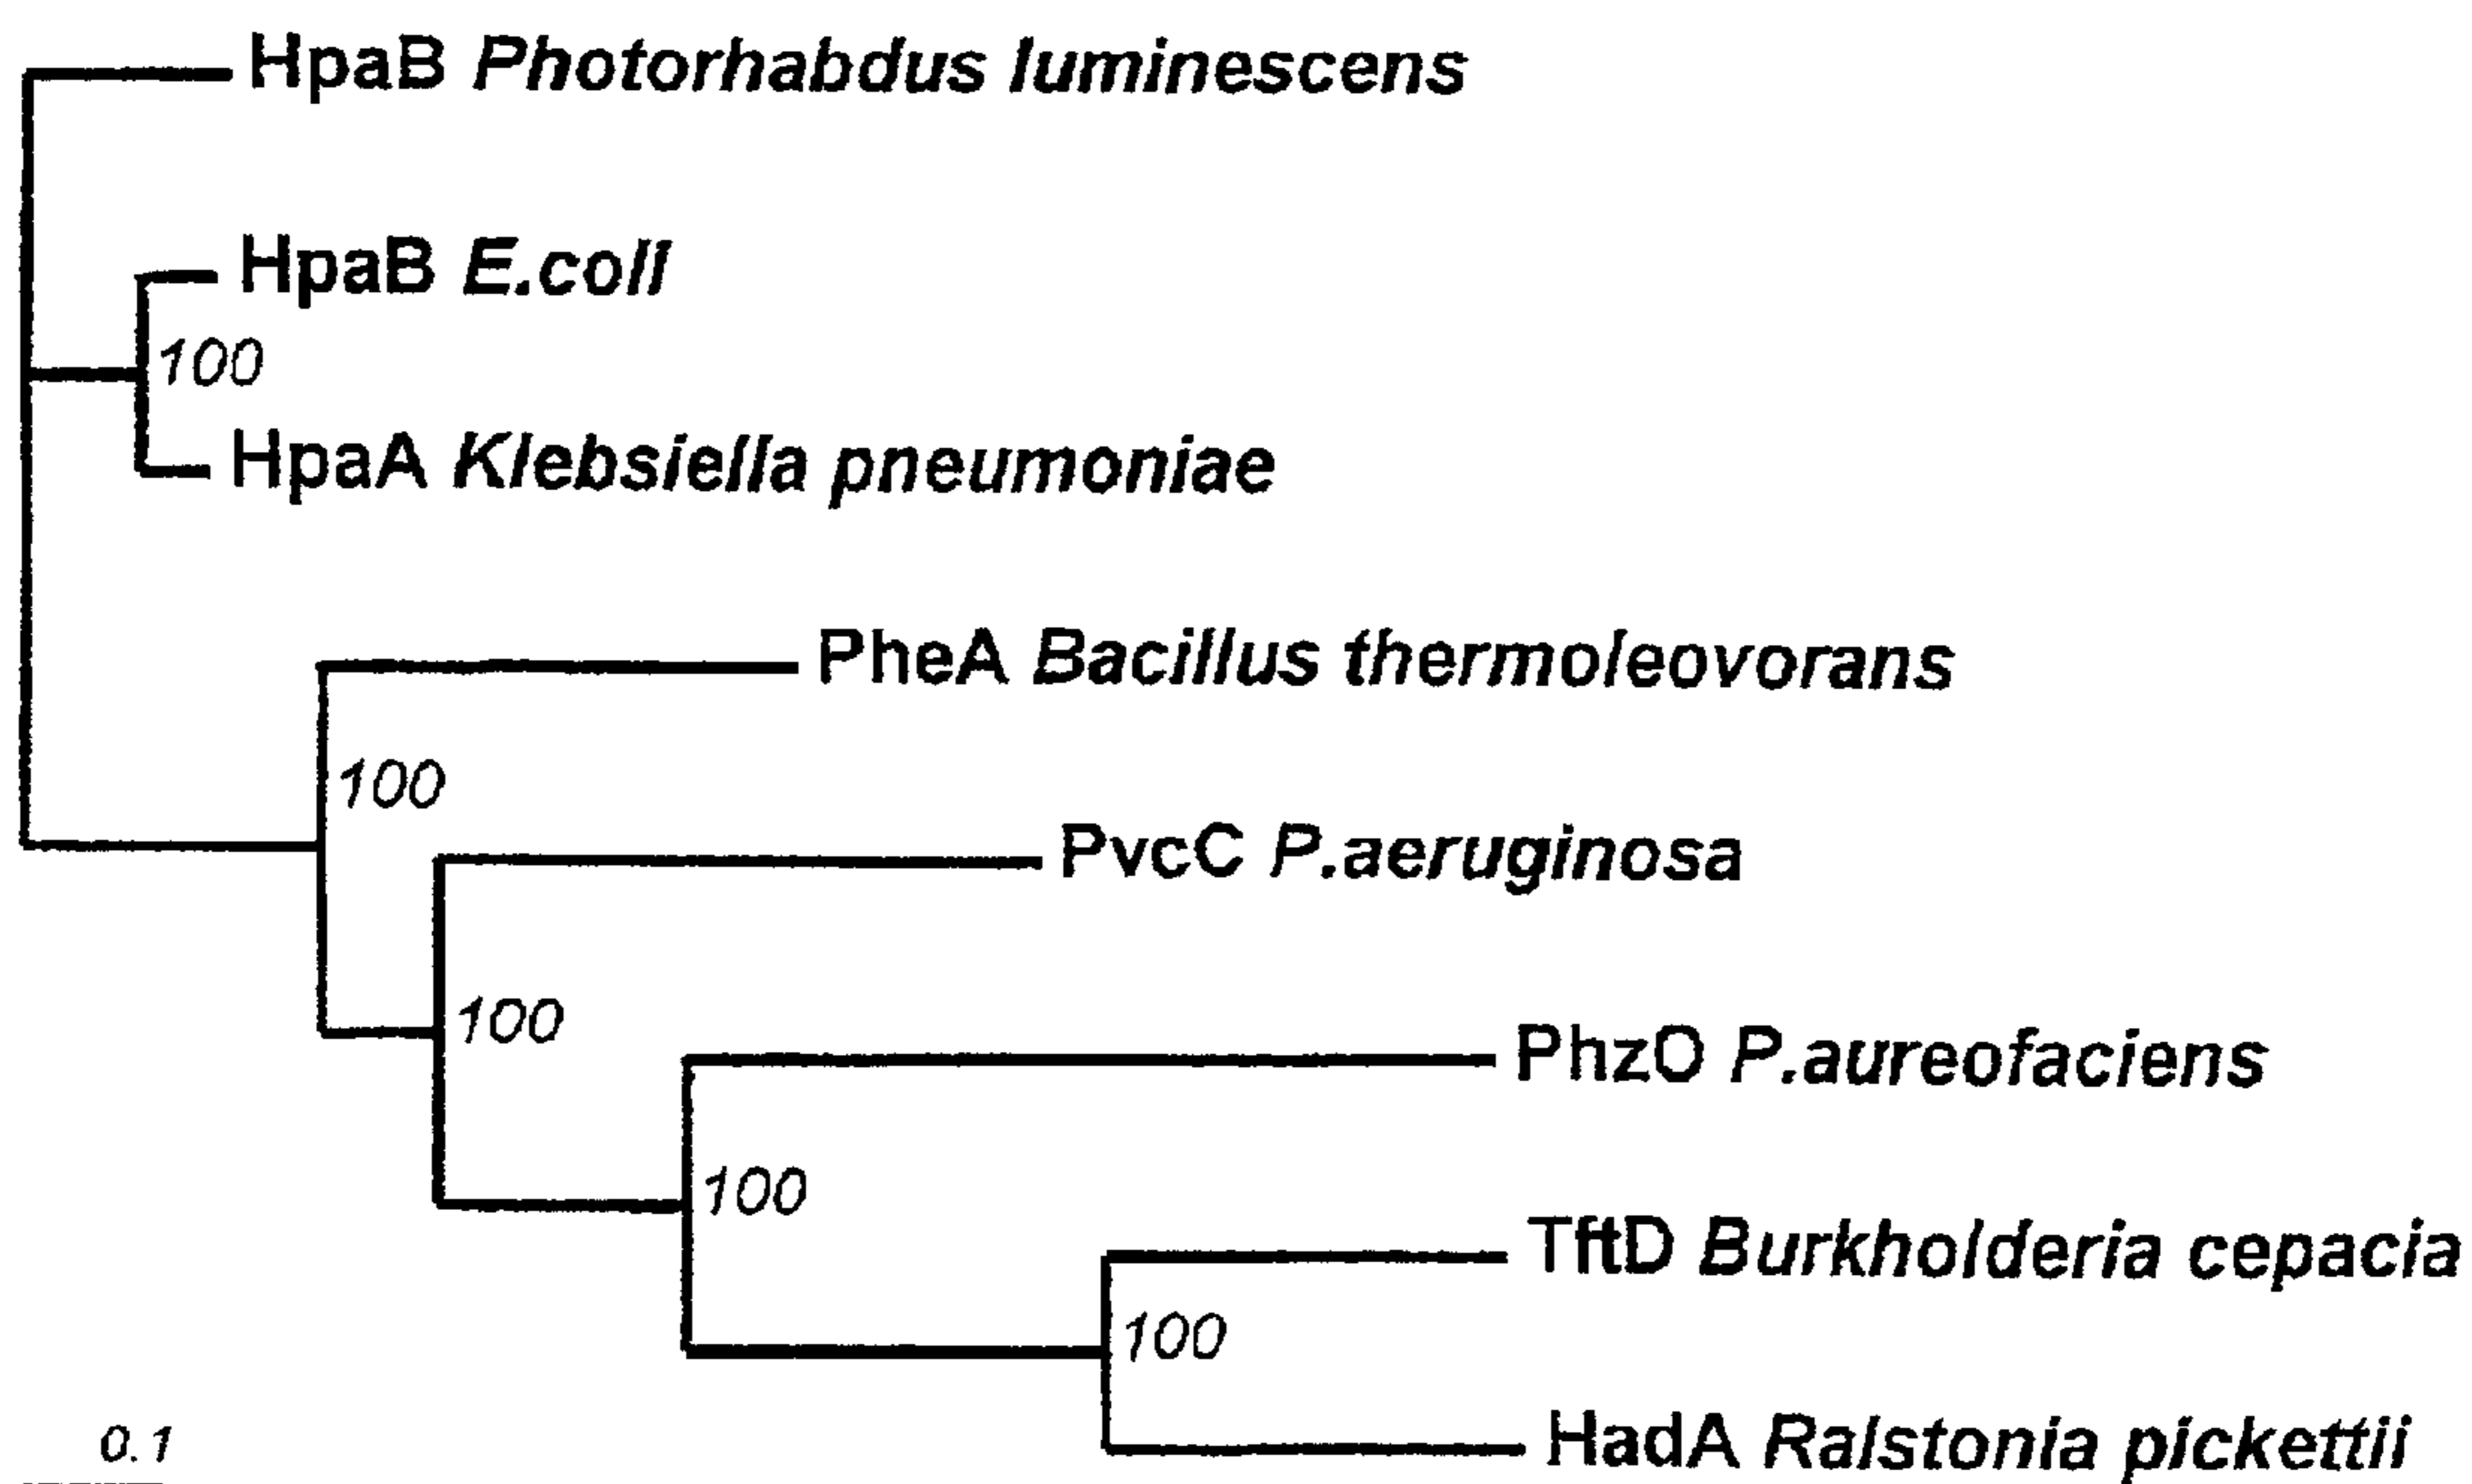 HpaB Photorhabdus luminescens
HpaB E.coli
100
HpaA Klebsiella pneumoniae
PheA Bacillus thermoleovorans
100
PvcC P.aeruginosa
100
PhzO P.aureofaciens
100
TftD Burkholderia cepacia
100
HadA Ralstonia pickettii
0.1